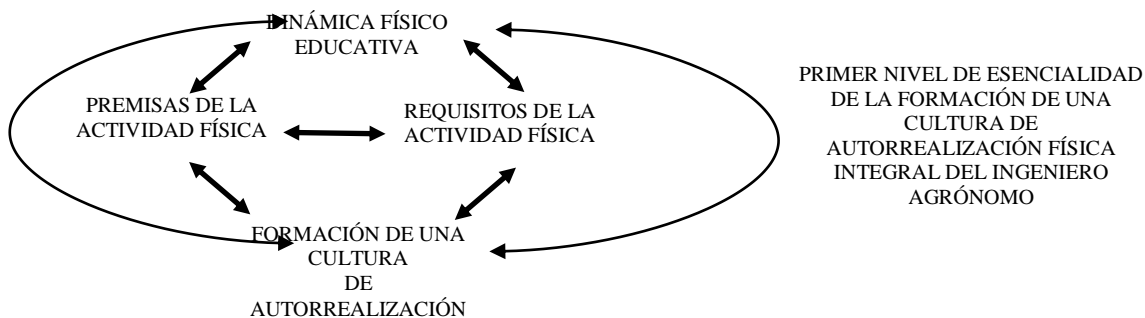 DINÁMICA FÍSICO
EDUCATIVA
PREMISAS DE LA
ACTIVIDAD FÍSICA
REQUISITOS DE LA
ACTIVIDAD FÍSICA
FORMACIÓN DE UNA
CULTURA
DE
AUTORREALIZACIÓN
PRIMER NIVEL DE ESENCIALIDAD
DE LA FORMACIÓN DE UNA
CULTURA DE
AUTORREALIZACIÓN FÍSICA
INTEGRAL DEL INGENIERO
AGRÓNOMO